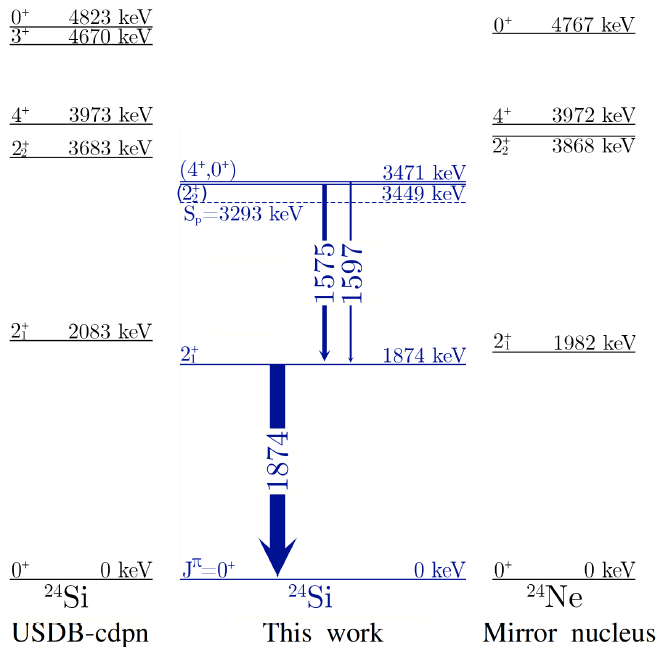 0⁺ 4823 keV
3⁺ 4670 keV
4⁺ 3973 keV
2₂⁺ 3683 keV
2₁⁺ 2083 keV
0⁺ 0 keV
²⁴Si
USDB-cdpn
(4⁺,0⁺) 3471 keV
(2₂⁺) 3449 keV
Sₚ=3293 keV
1575
1597
2₁⁺ 1874 keV
1874
J^π=0⁺ 0 keV
²⁴Si
This work
0⁺ 4767 keV
4⁺ 3972 keV
2₂⁺ 3868 keV
2₁⁺ 1982 keV
0⁺ 0 keV
²⁴Ne
Mirror nucleus